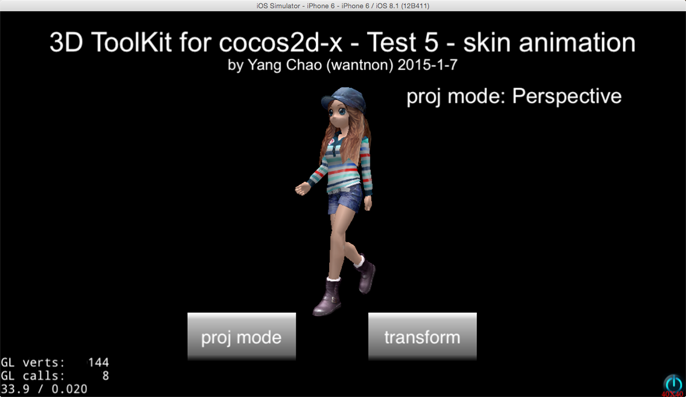 iOS Simulator - iPhone 6 - iPhone 6 / iOS 8.1 (12B411)
3D ToolKit for cocos2d-x - Test 5 - skin animation
by Yang Chao (wantnon) 2015-1-7
proj mode: Perspective
proj mode
transform
GL verts: 144
GL calls: 8
33.9 / 0.020